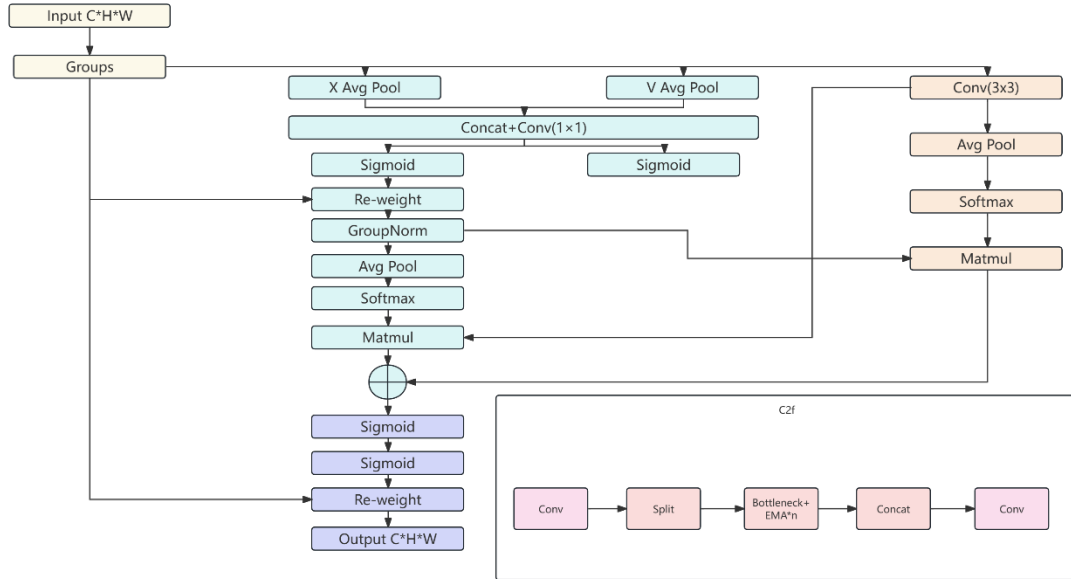 Input C*H*W
Groups
X Avg Pool
V Avg Pool
Conv(3x3)
Concat+Conv(1×1)
Avg Pool
Sigmoid
Sigmoid
Re-weight
Softmax
GroupNorm
Matmul
Avg Pool
Softmax
Matmul
Sigmoid
Sigmoid
Re-weight
Output C*H*W
C2f
Conv
Split
Bottleneck+
EMA*n
Concat
Conv